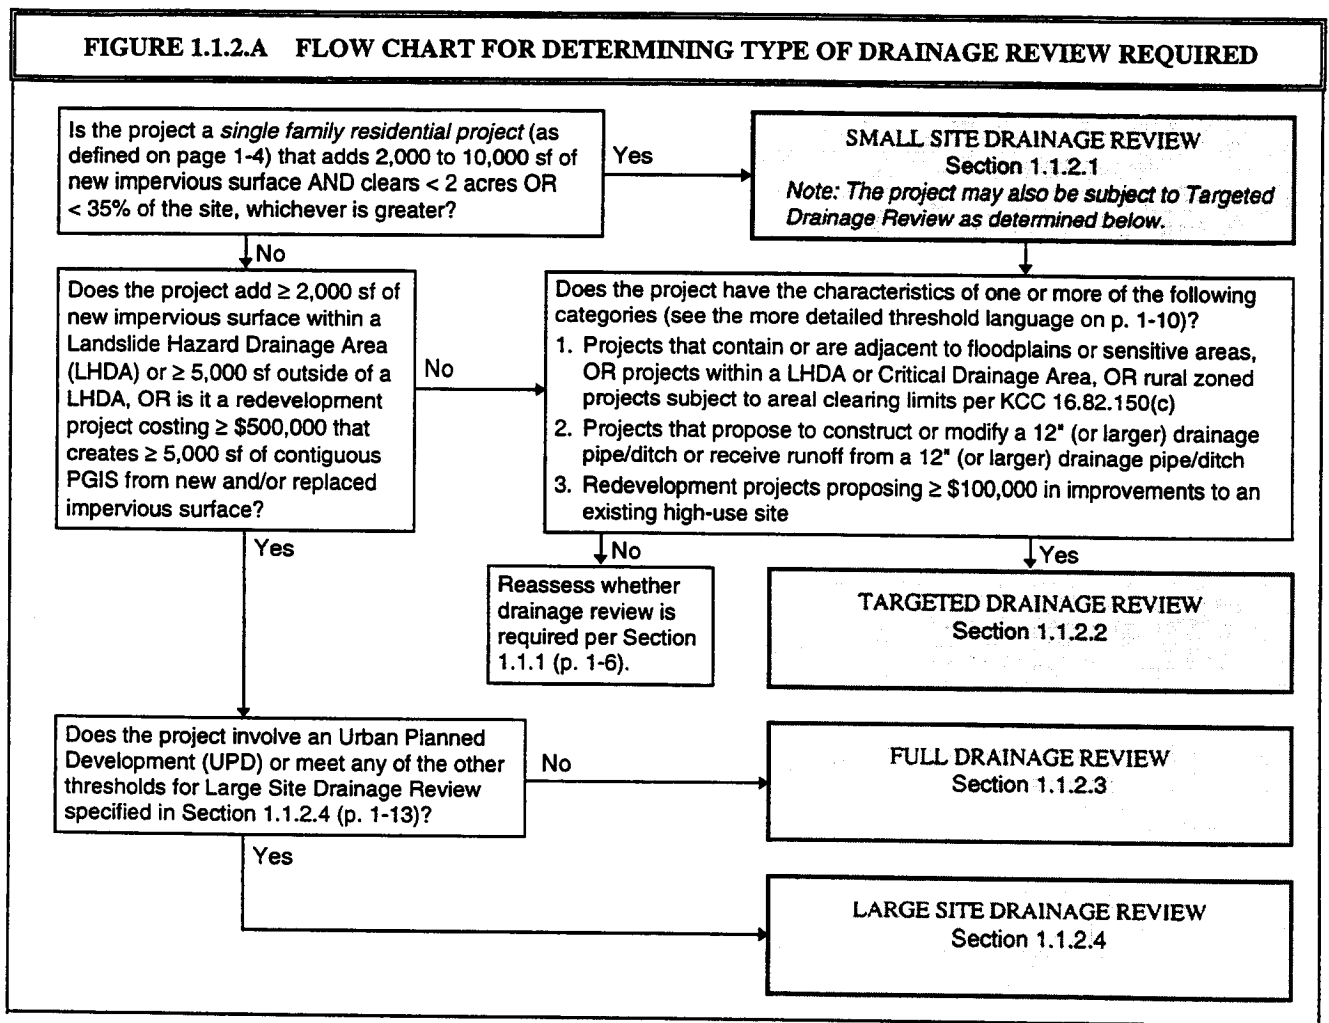 FIGURE 1.1.2.A FLOW CHART FOR DETERMINING TYPE OF DRAINAGE REVIEW REQUIRED
Is the project a single family residential project (as
defined on page 1-4) that adds 2,000 to 10,000 sf of
new impervious surface AND clears < 2 acres OR
< 35% of the site, whichever is greater?
Yes
SMALL SITE DRAINAGE REVIEW
Section 1.1.2.1
Note: The project may also be subject to Targeted
Drainage Review as determined below.
No
Does the project add ≥ 2,000 sf of
new impervious surface within a
Landslide Hazard Drainage Area
(LHDA) or ≥ 5,000 sf outside of a
LHDA, OR is it a redevelopment
project costing ≥ $500,000 that
creates ≥ 5,000 sf of contiguous
PGIS from new and/or replaced
impervious surface?
No
Does the project have the characteristics of one or more of the following
categories (see the more detailed threshold language on p. 1-10)?
1. Projects that contain or are adjacent to floodplains or sensitive areas,
OR projects within a LHDA or Critical Drainage Area, OR rural zoned
projects subject to areal clearing limits per KCC 16.82.150(c)
2. Projects that propose to construct or modify a 12" (or larger) drainage
pipe/ditch or receive runoff from a 12" (or larger) drainage pipe/ditch
3. Redevelopment projects proposing ≥ $100,000 in improvements to an
existing high-use site
Yes
No
Yes
Reassess whether
drainage review is
required per Section
1.1.1 (p. 1-6).
TARGETED DRAINAGE REVIEW
Section 1.1.2.2
Does the project involve an Urban Planned
Development (UPD) or meet any of the other
thresholds for Large Site Drainage Review
specified in Section 1.1.2.4 (p. 1-13)?
No
FULL DRAINAGE REVIEW
Section 1.1.2.3
Yes
LARGE SITE DRAINAGE REVIEW
Section 1.1.2.4